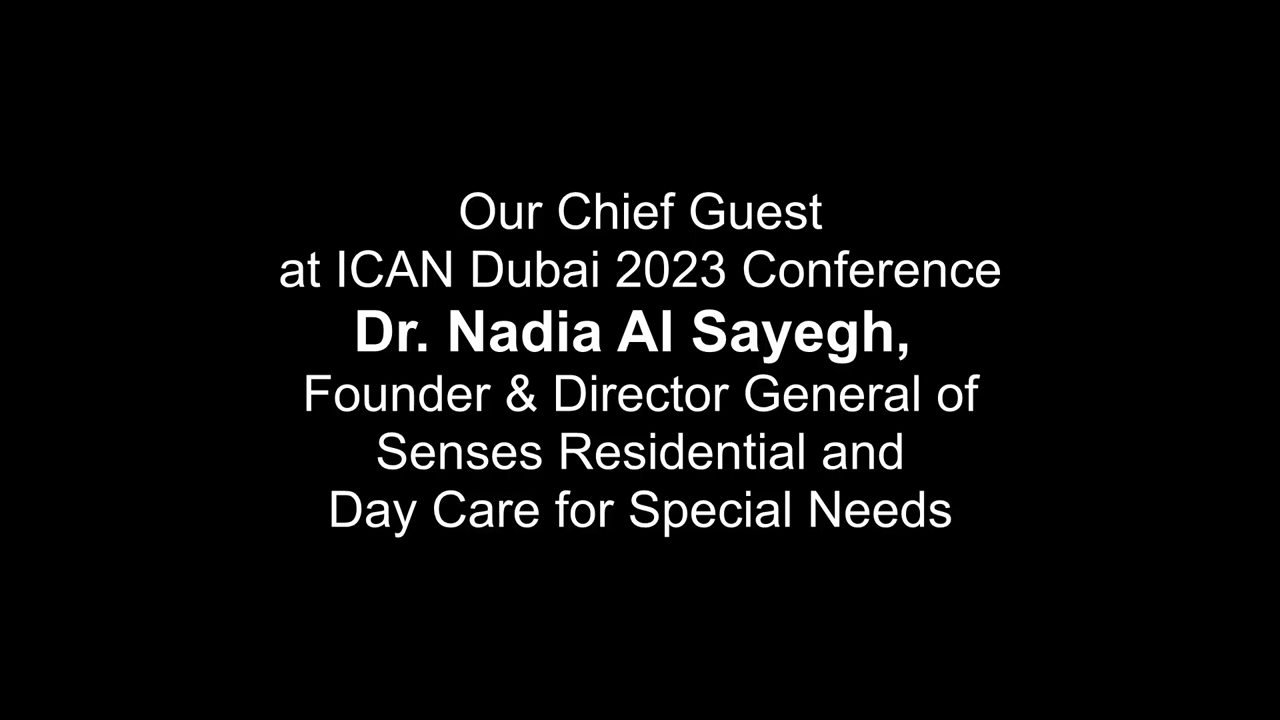 Our Chief Guest
at ICAN Dubai 2023 Conference
Dr. Nadia Al Sayegh,
Founder & Director General of
Senses Residential and
Day Care for Special Needs